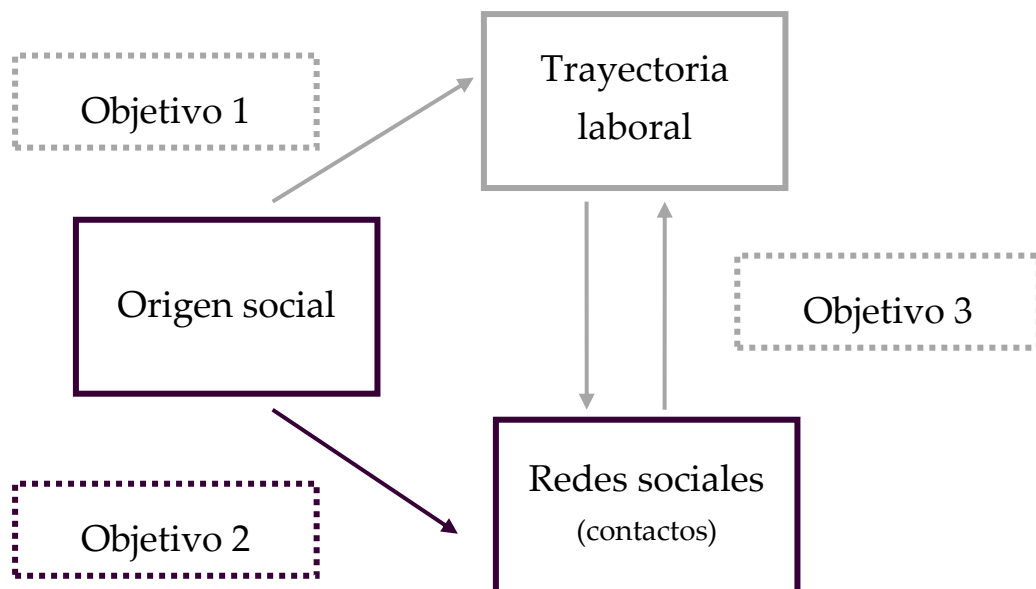 Objetivo 1
Trayectoria
laboral
Origen social
Objetivo 3
Redes sociales
(contactos)
Objetivo 2